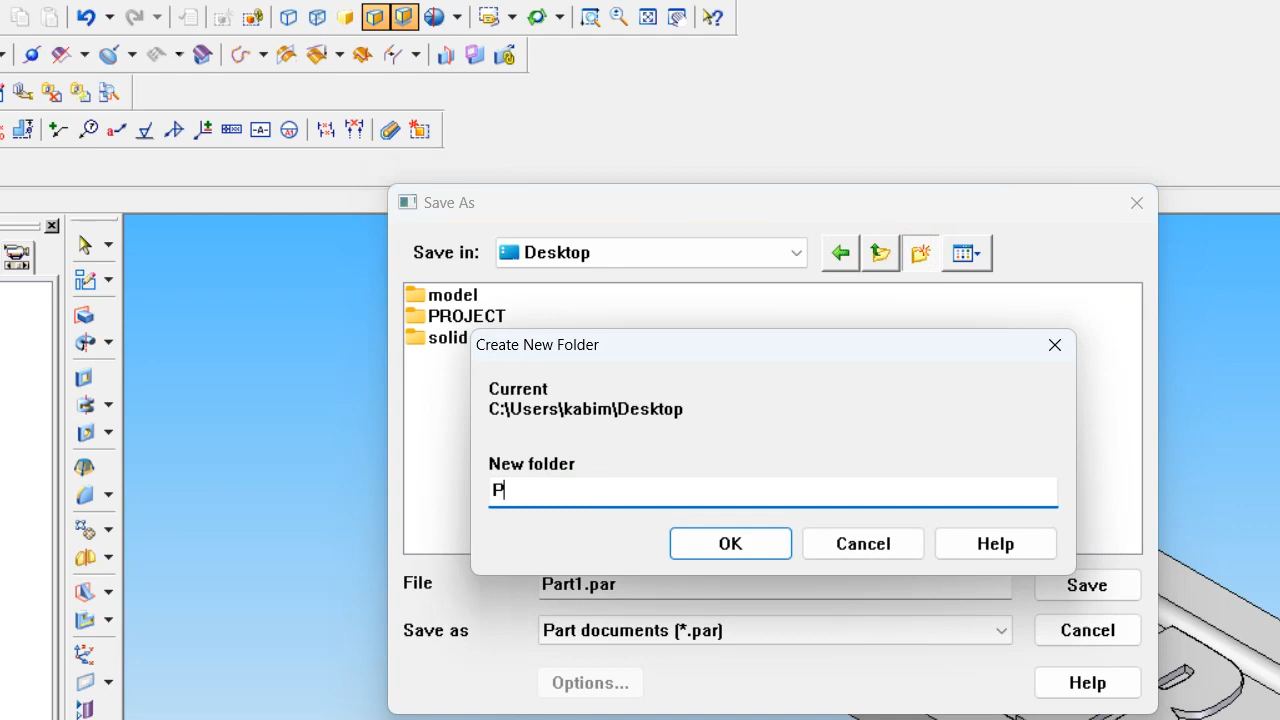 Save As
Save in: Desktop
model
PROJECT
solid
Create New Folder
Current
C:\Users\kabim\Desktop
New folder
P
OK Cancel Help
File Part1.par Save
Save as Part documents (*.par) Cancel
Options... Help